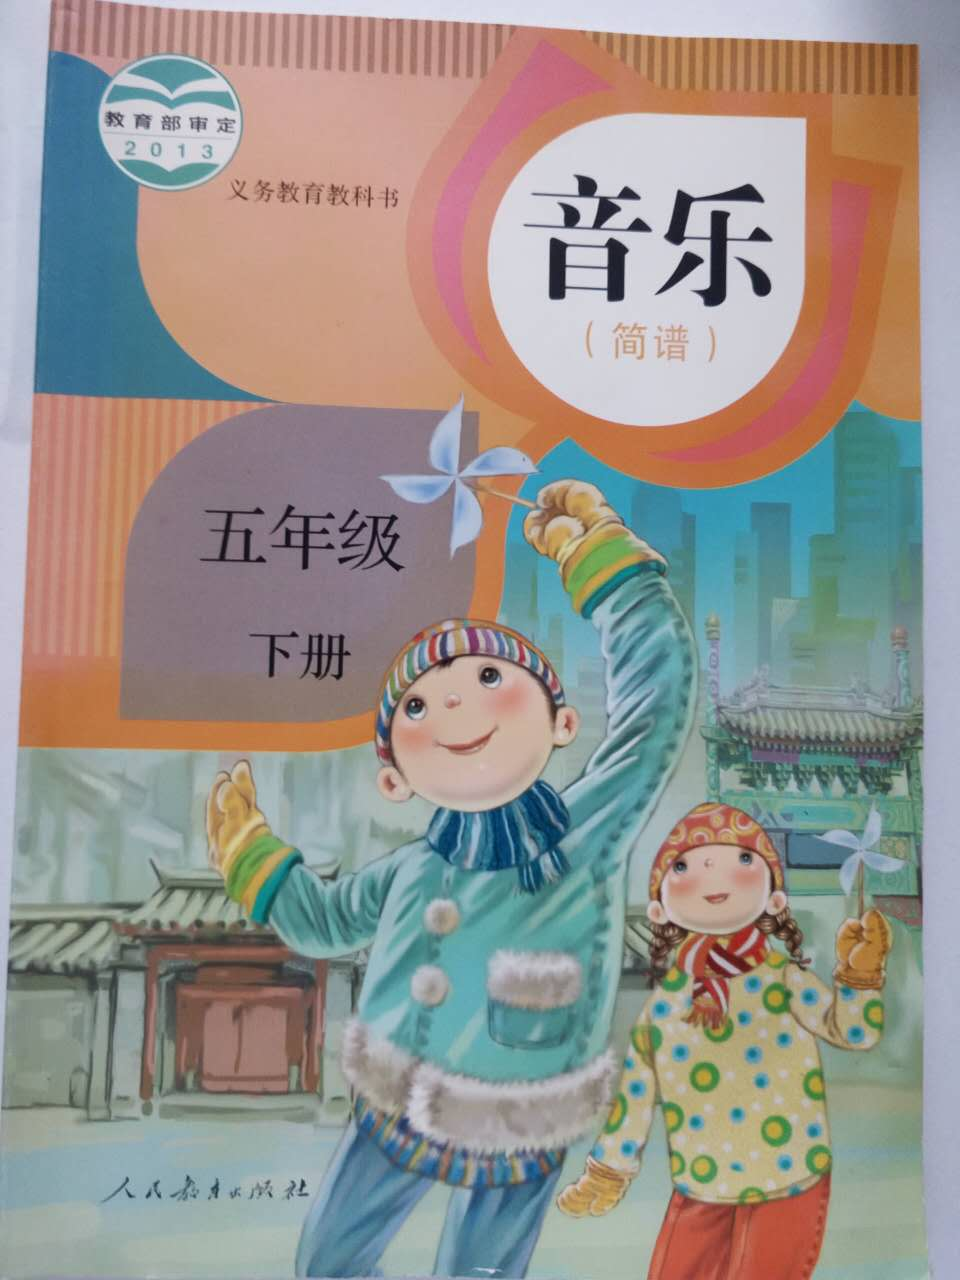 教育部审定
2013
义务教育教科书
音乐
（简谱）
五年级
下册
人民教育出版社